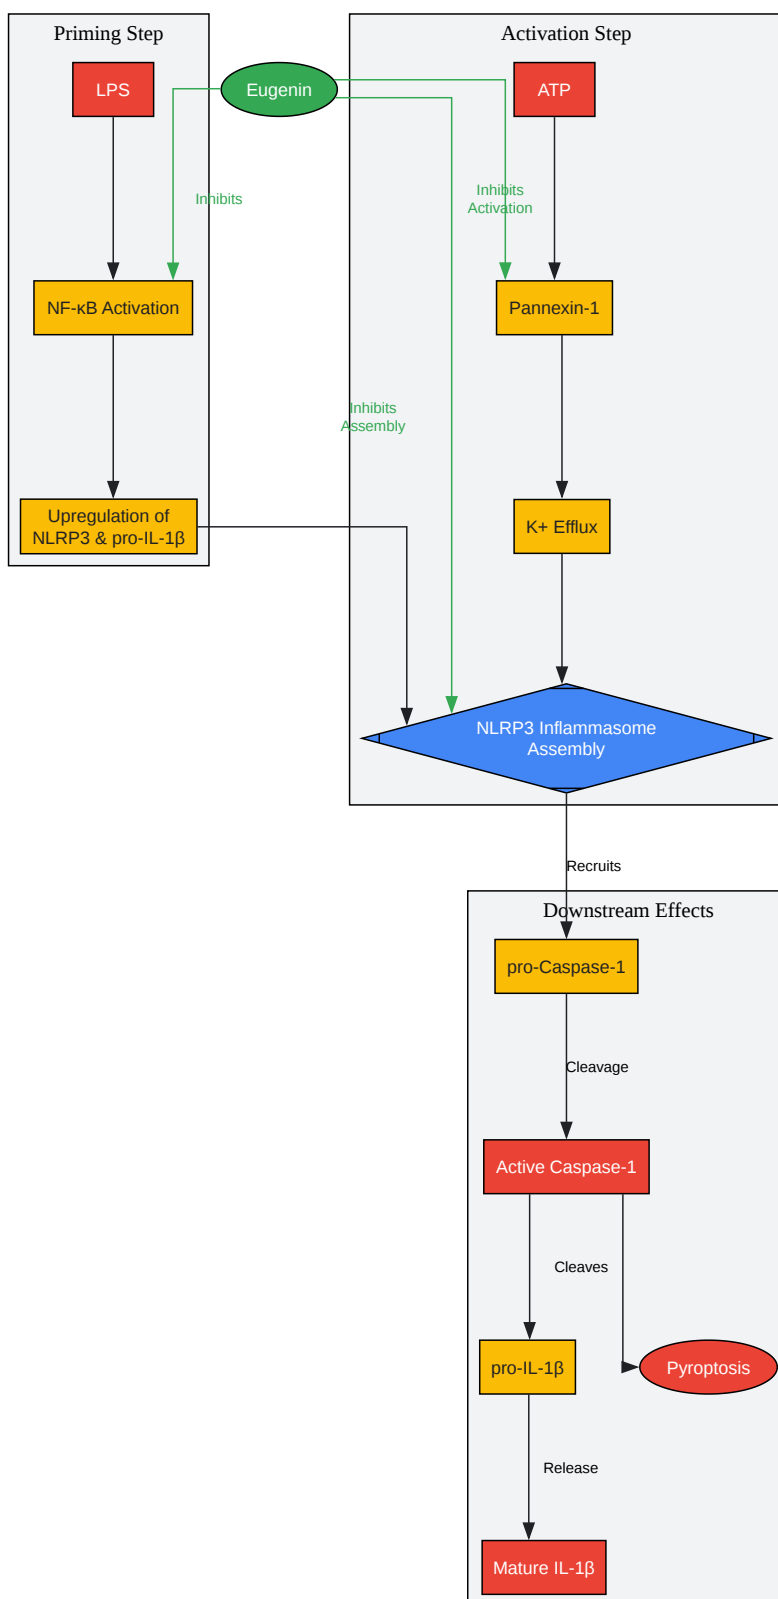 Priming Step
Activation Step
LPS
Eugenin
ATP
Inhibits
Inhibits
Activation
NF-κB Activation
Pannexin-1
Inhibits
Assembly
Upregulation of
NLRP3 & pro-IL-1β
K+ Efflux
NLRP3 Inflammasome
Assembly
Recruits
Downstream Effects
pro-Caspase-1
Cleavage
Active Caspase-1
Cleaves
pro-IL-1β
Pyroptosis
Release
Mature IL-1β